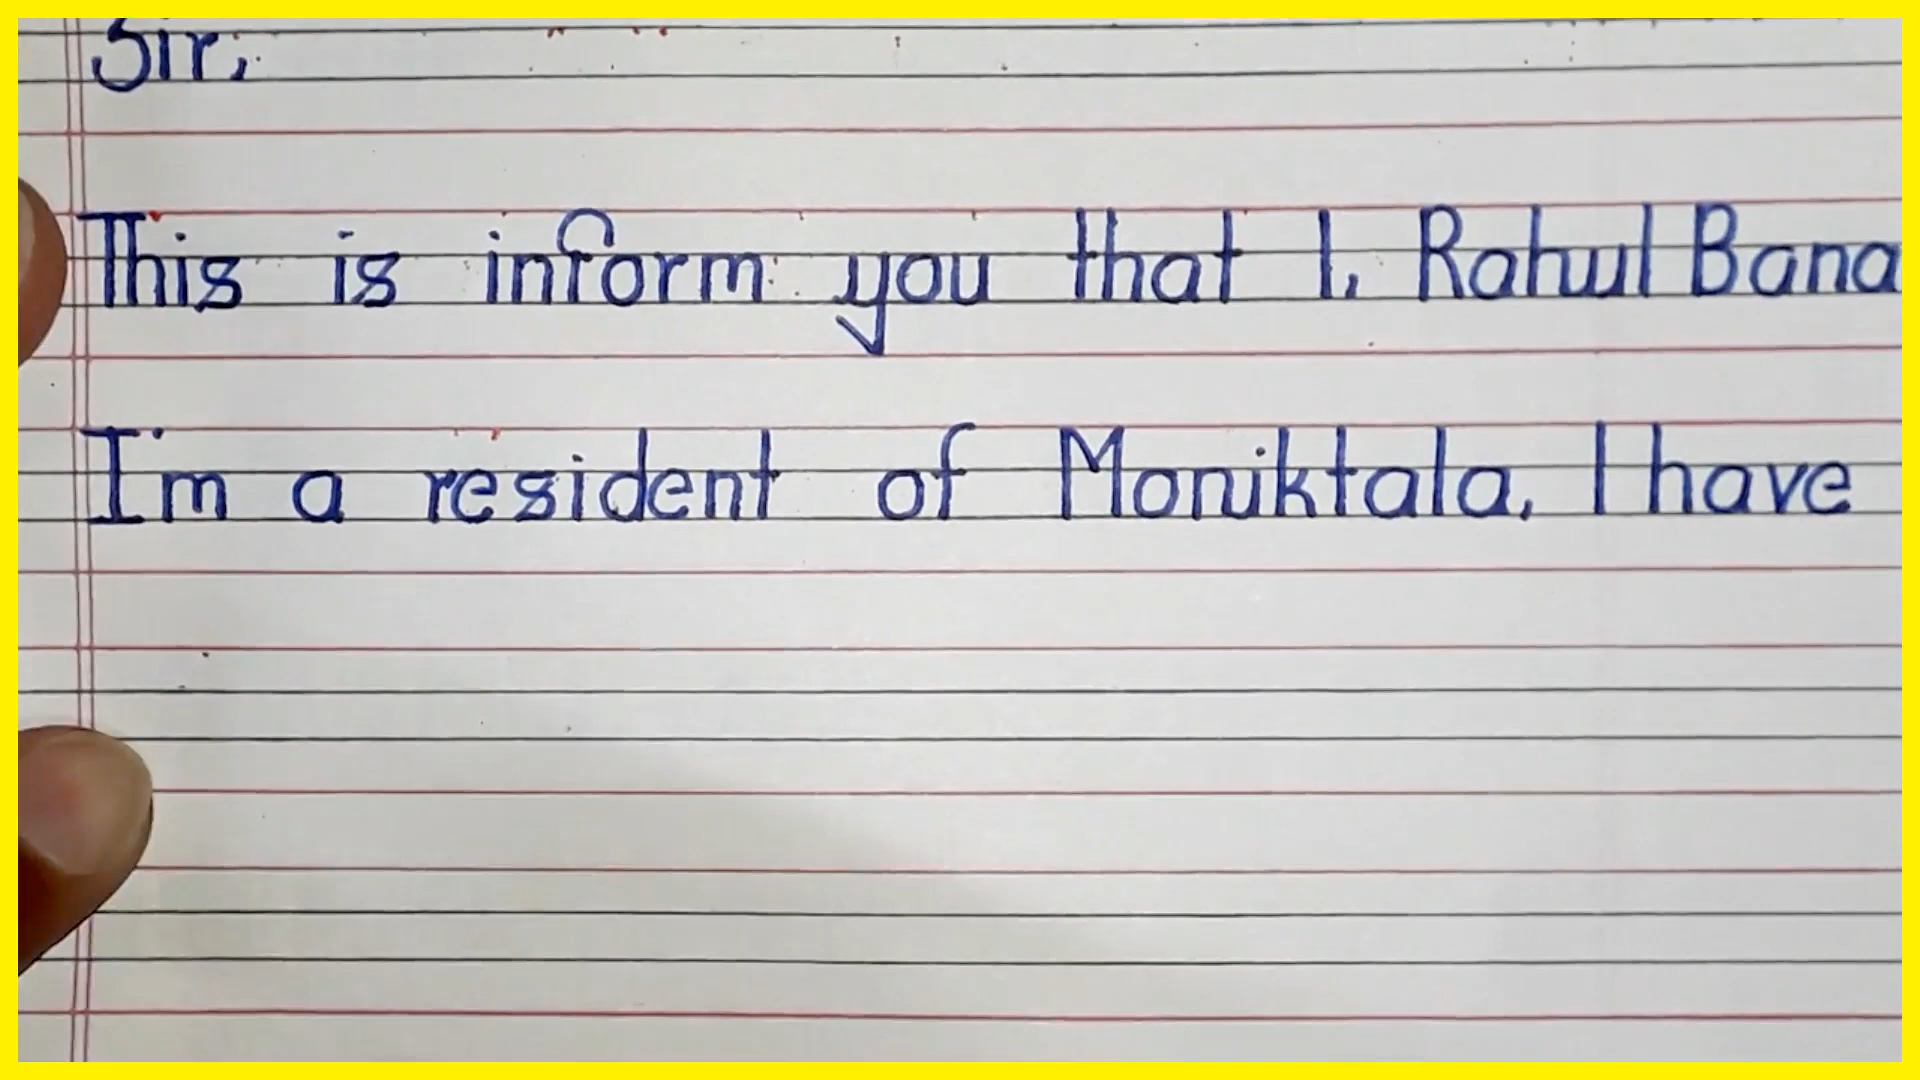 Sir,
This is inform you that I, Rahul Bana
I'm a resident of Moniktala, I have